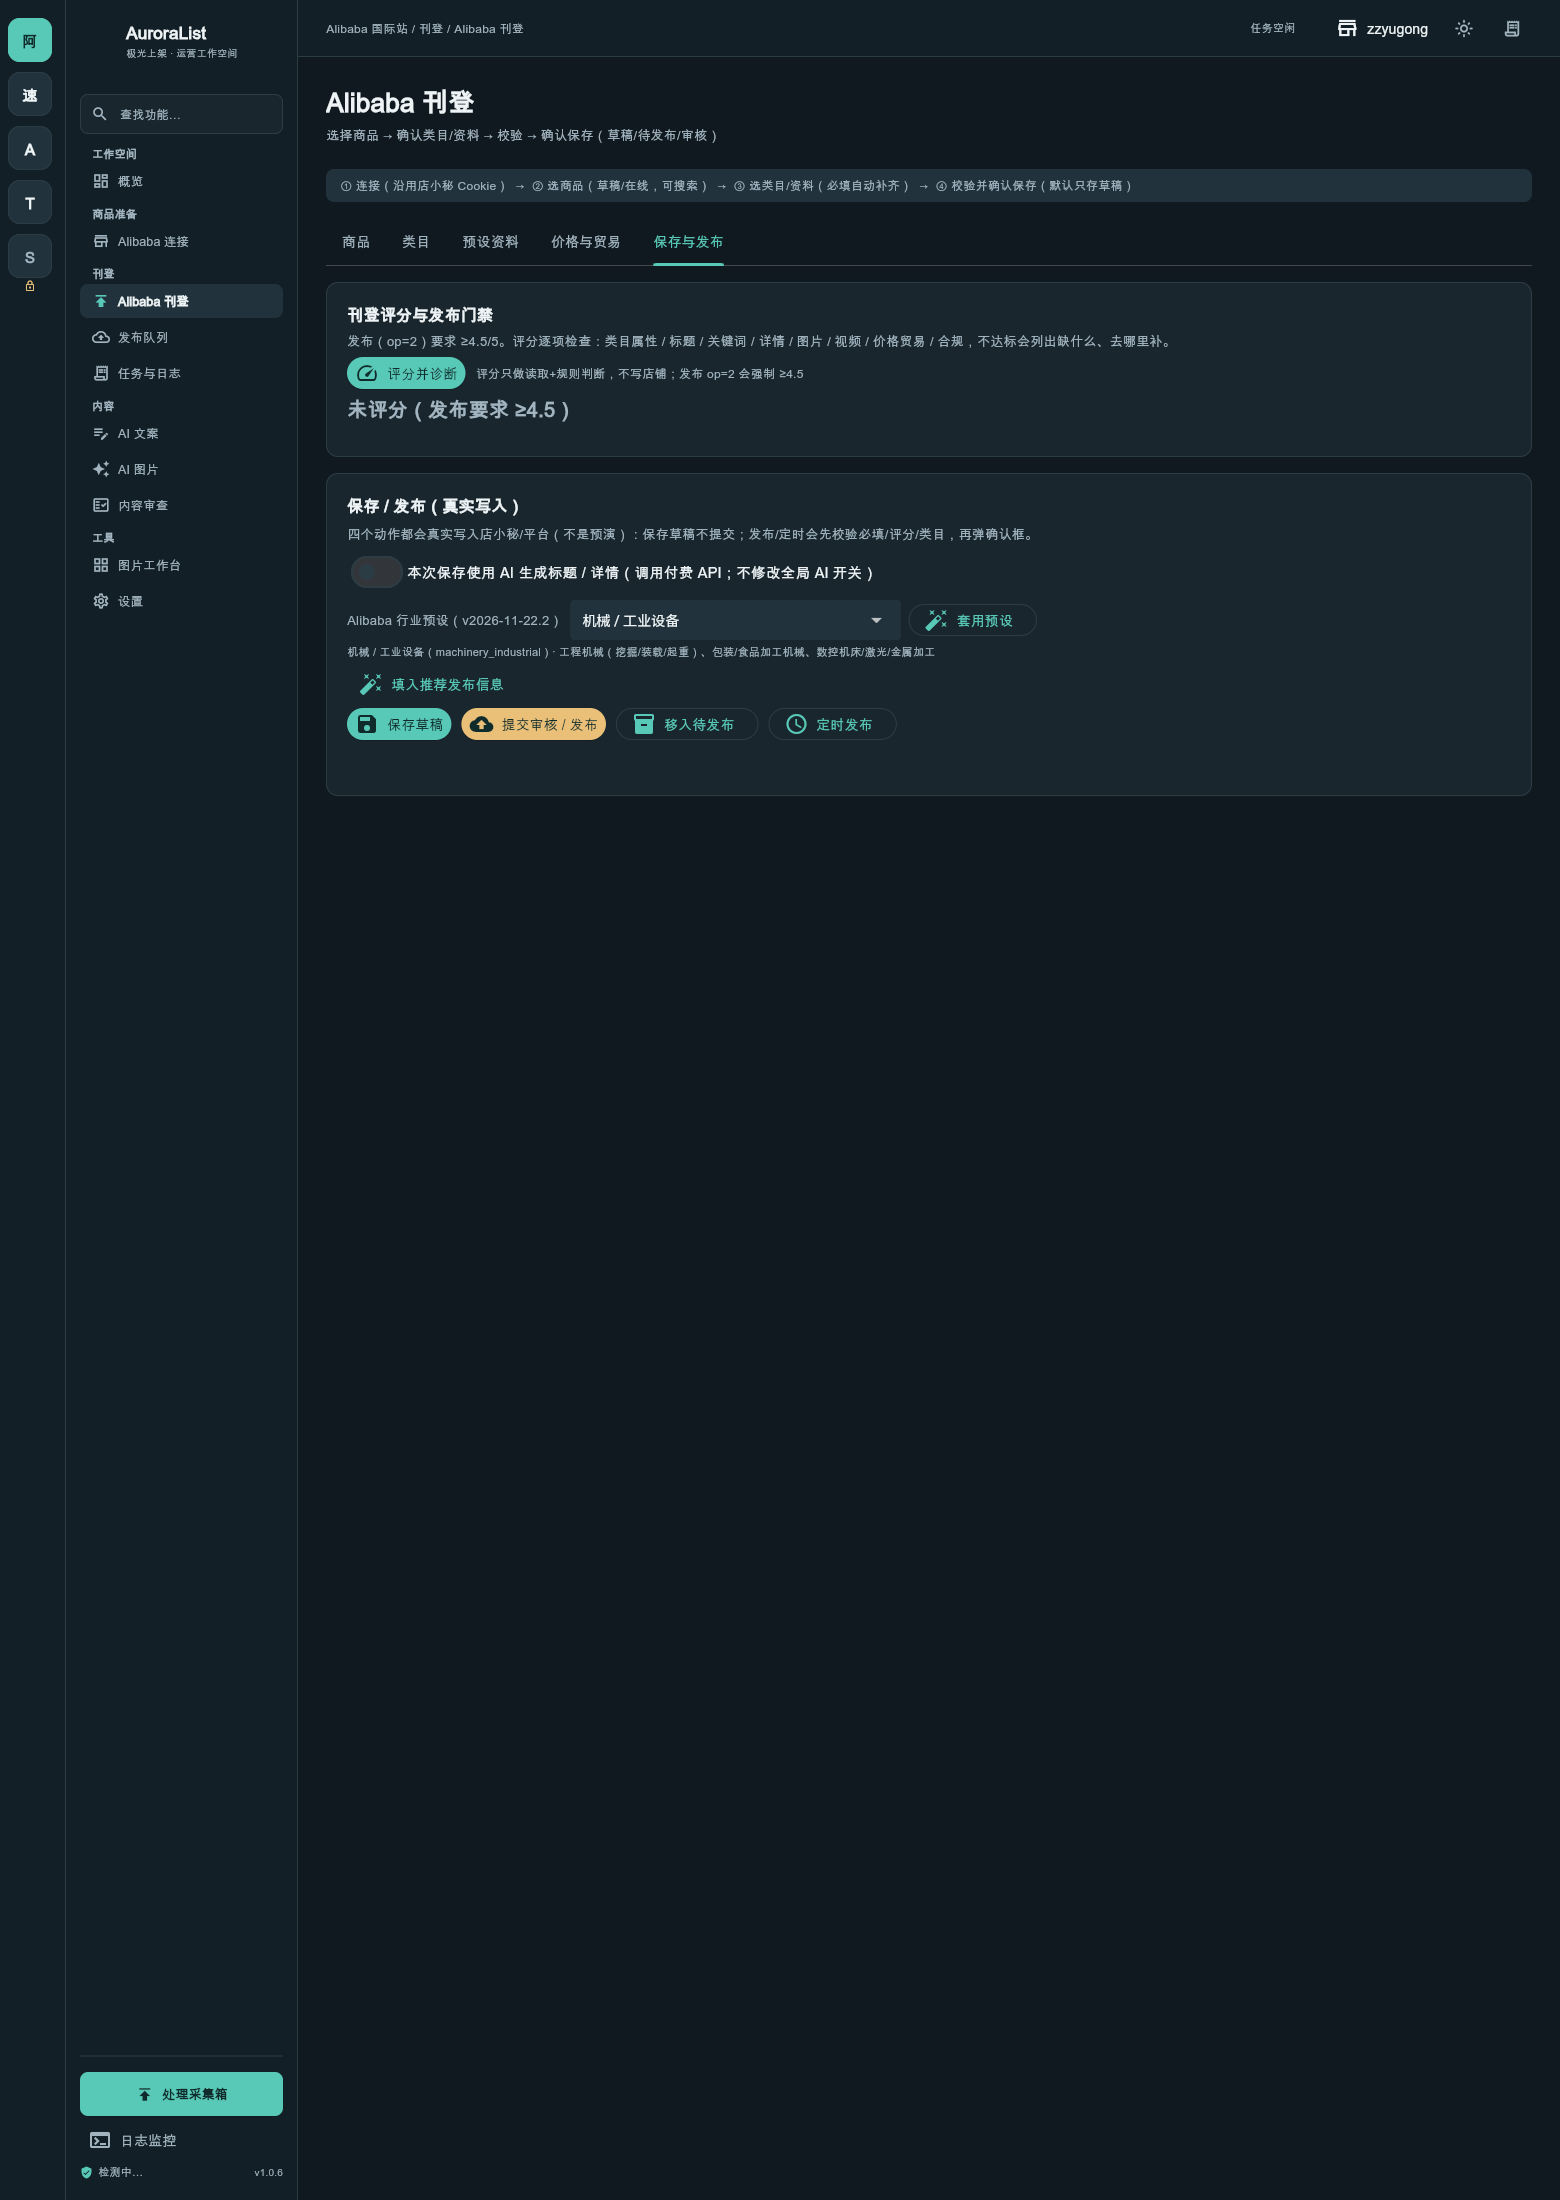 阿
速
A
T
S
AuroraList
极光上架 · 运营工作空间
查找功能...
工作空间
概览
商品准备
Alibaba 连接
刊登
Alibaba 刊登
发布队列
任务与日志
内容
AI 文案
AI 图片
内容审查
工具
图片工作台
设置
处理采集箱
日志监控
检测中...
v1.0.6
Alibaba 国际站 / 刊登 / Alibaba 刊登
任务空闲
zzyugong
Alibaba 刊登
选择商品 → 确认类目/资料 → 校验 → 确认保存（草稿/待发布/审核）
① 连接（沿用店小秘 Cookie） → ② 选商品（草稿/在线，可搜索） → ③ 选类目/资料（必填自动补齐） → ④ 校验并确认保存（默认只存草稿）
商品 类目 预设资料 价格与贸易 保存与发布
刊登评分与发布门禁
发布（op=2）要求 ≥4.5/5。评分逐项检查：类目属性 / 标题 / 关键词 / 详情 / 图片 / 视频 / 价格贸易 / 合规，不达标会列出缺什么、去哪里补。
评分并诊断 评分只做读取+规则判断，不写店铺；发布 op=2 会强制 ≥4.5
未评分（发布要求 ≥4.5）
保存 / 发布（真实写入）
四个动作都会真实写入店小秘/平台（不是预演）：保存草稿不提交；发布/定时会先校验必填/评分/类目，再弹确认框。
本次保存使用 AI 生成标题 / 详情（调用付费 API；不修改全局 AI 开关）
Alibaba 行业预设（v2026-11-22.2） 机械 / 工业设备 套用预设
机械 / 工业设备（machinery_industrial）· 工程机械（挖掘/装载/起重）、包装/食品加工机械、数控机床/激光/金属加工
填入推荐发布信息
保存草稿 提交审核 / 发布 移入待发布 定时发布